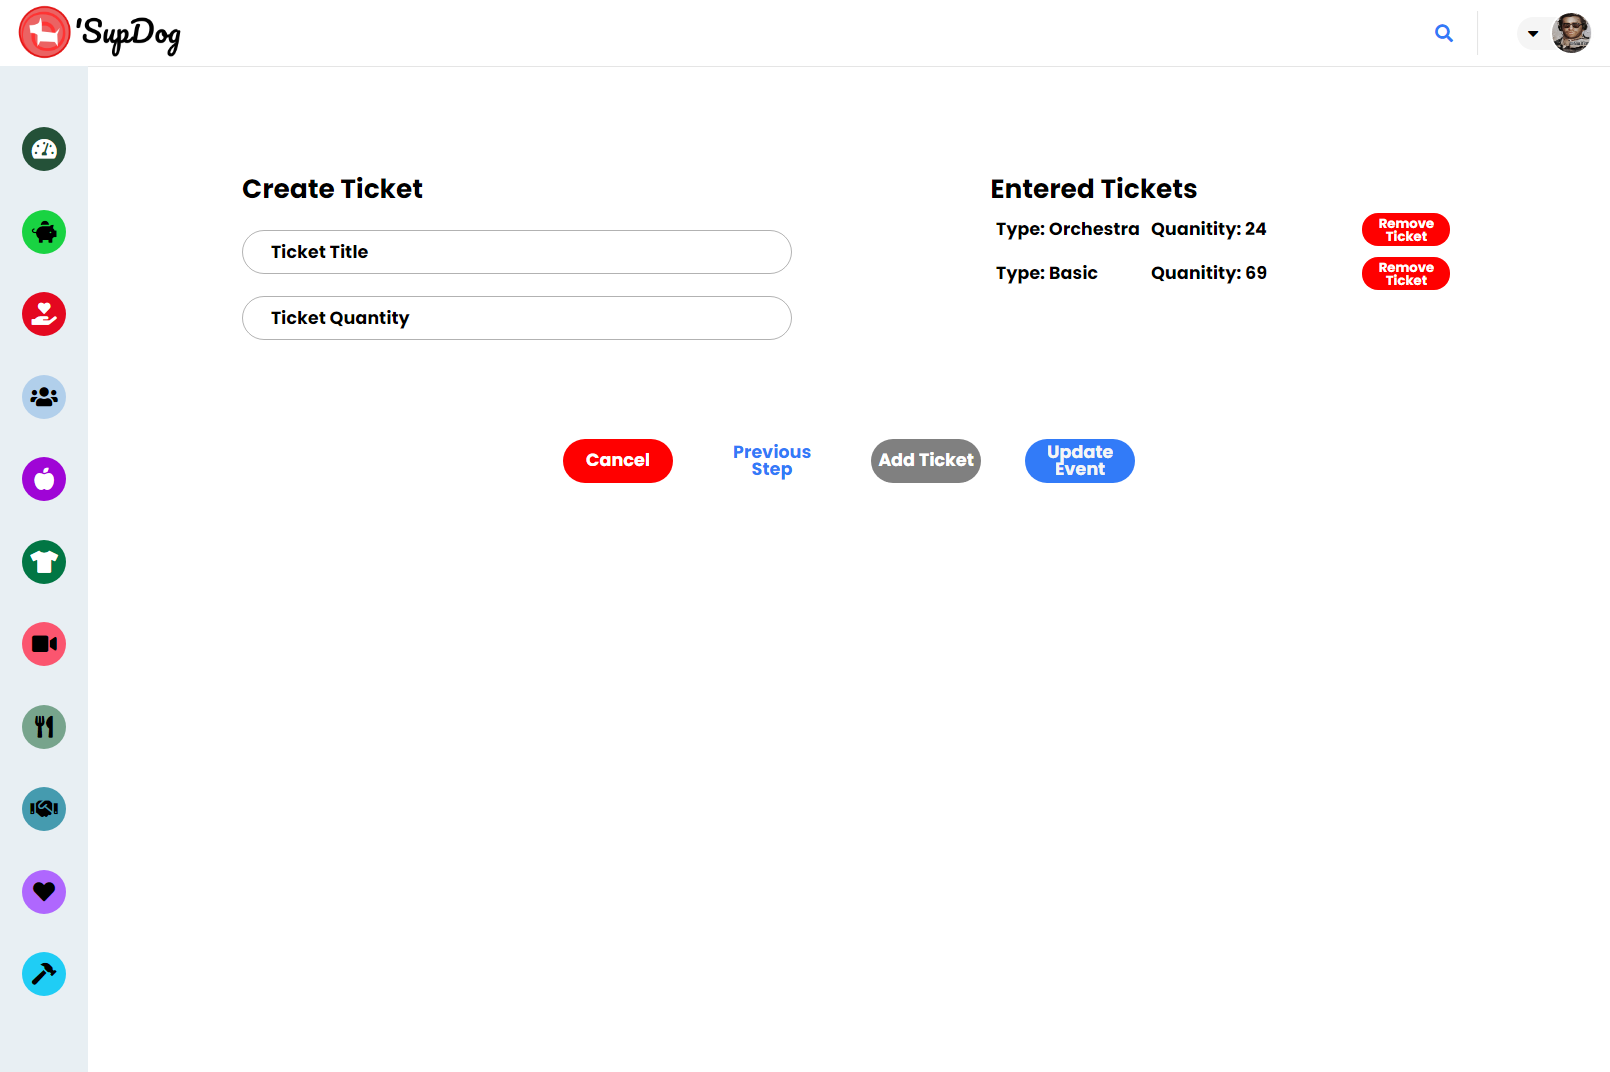 'SupDog
Create Ticket
Ticket Title
Ticket Quantity
Entered Tickets
Type: Orchestra Quanitity: 24
Remove
Ticket
Type: Basic Quanitity: 69
Remove
Ticket
Cancel
Previous
Step
Add Ticket
Update
Event